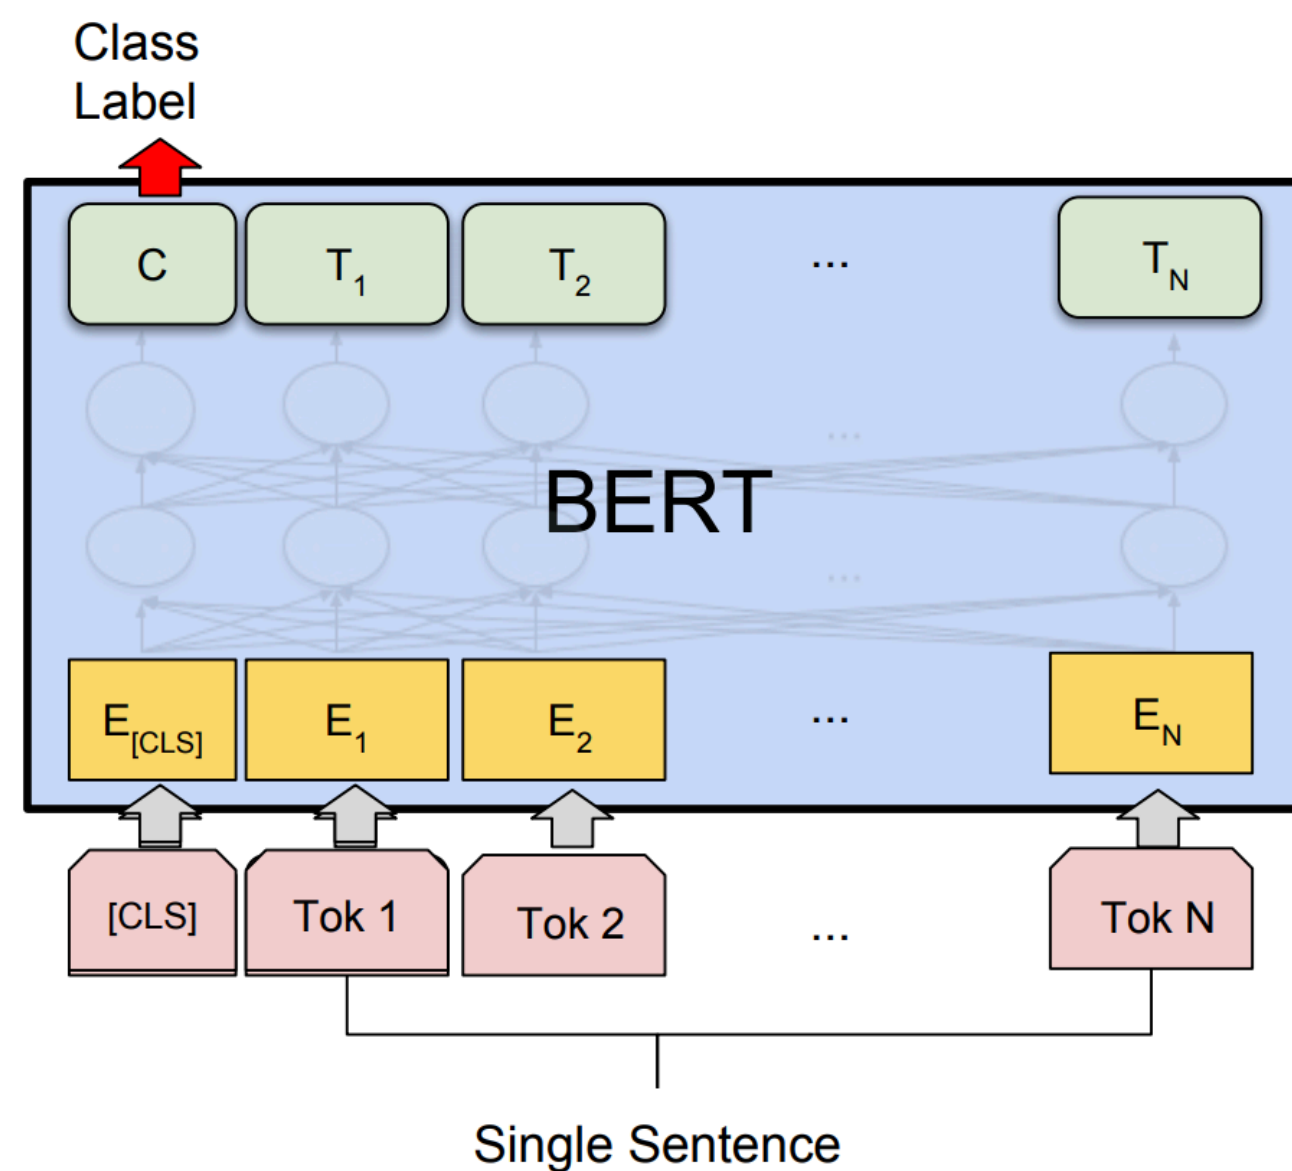 Class
Label
C T1 T2 ... TN
...
BERT
...
E[CLS] E1 E2 ... EN
[CLS] Tok 1 Tok 2 ... Tok N
Single Sentence